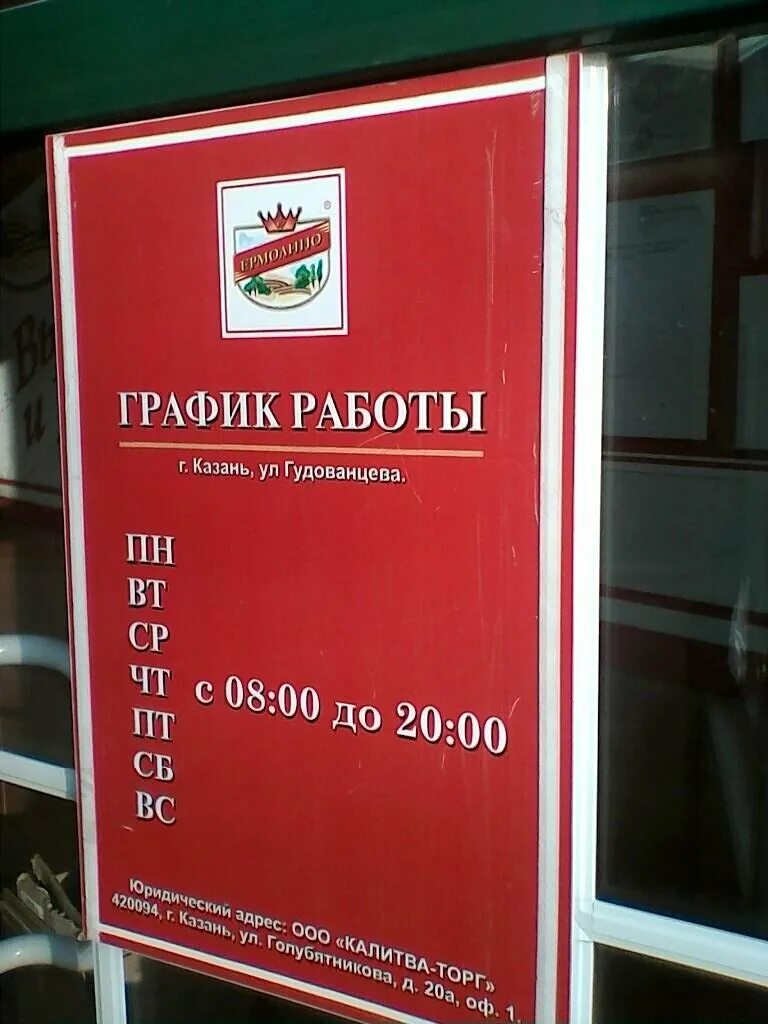 ®
ЕРМОЛИНО
ГРАФИК РАБОТЫ
г. Казань, ул Гудованцева.
ПН
ВТ
СР
ЧТ
ПТ
СБ
ВС
с 08:00 до 20:00
Юридический адрес: ООО «КАЛИТВА-ТОРГ»
420094, г. Казань, ул. Голубятникова, д. 20а, оф. 1.